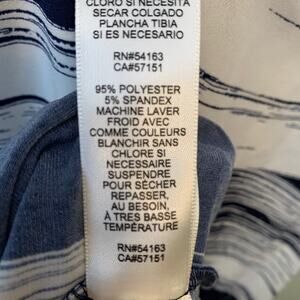 CLORO SI NECESITA
SECAR COLGADO
PLANCHA TIBIA
SI ES NECESARIO
RN#54163
CA#57151
95% POLYESTER
5% SPANDEX
MACHINE LAVER
FROID AVEC
COMME COULEURS
BLANCHIR SANS
CHLORE SI
NECESSAIRE
SUSPENDRE
POUR SÉCHER
REPASSER,
AU BESOIN,
À TRES BASSE
TEMPÉRATURE
RN#54163
CA#57151